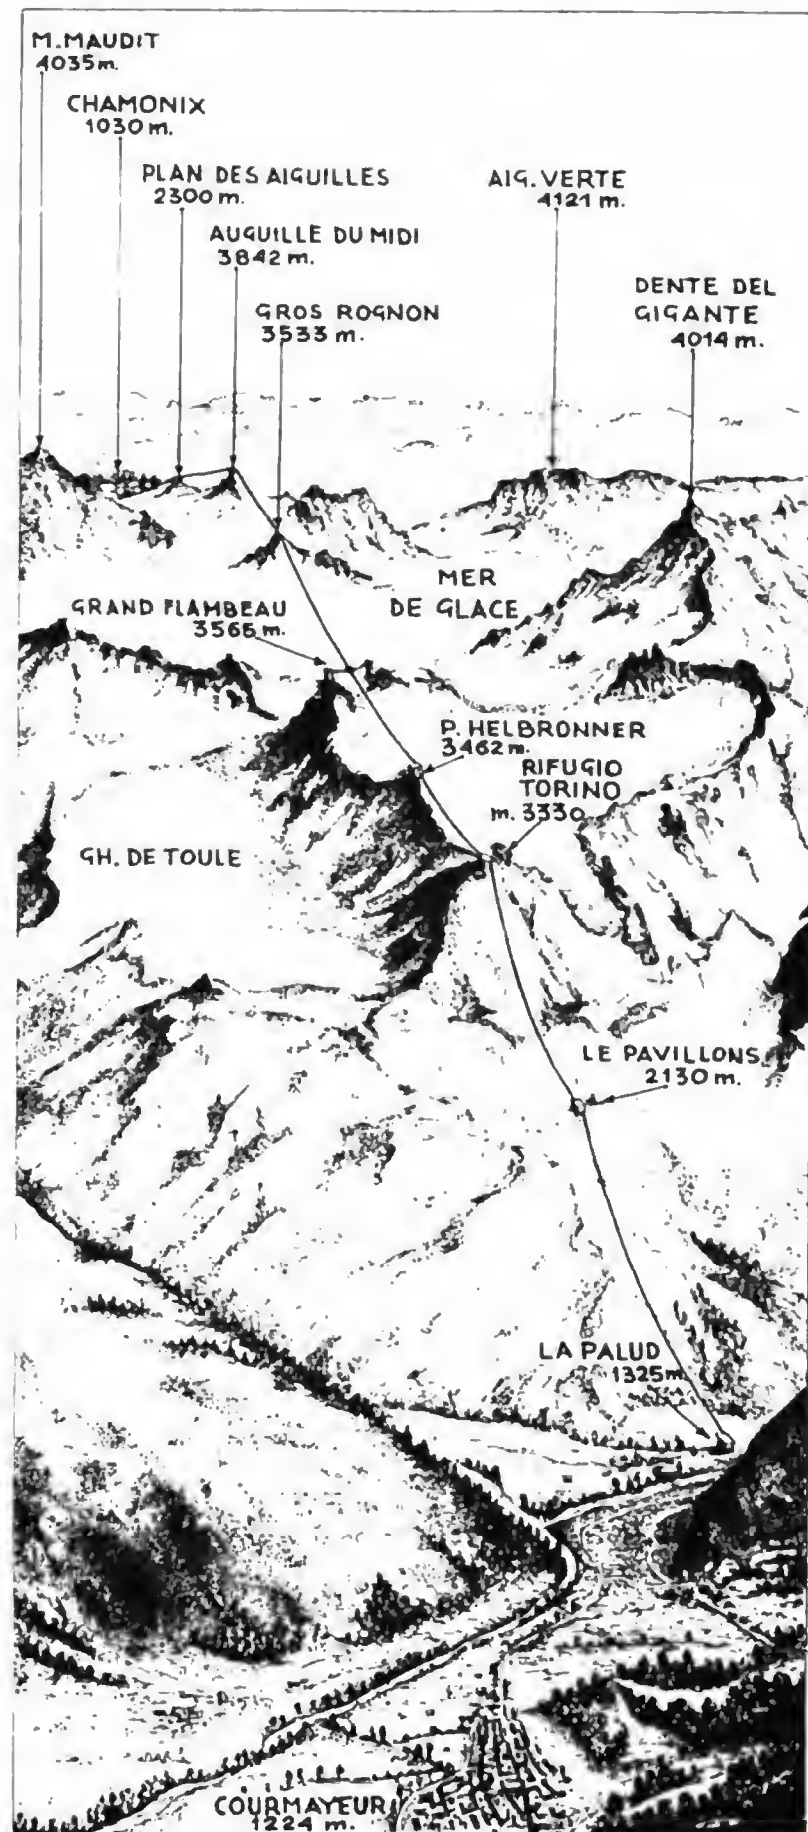 M. MAUDIT
4035 m.
CHAMONIX
1030 m.
PLAN DES AIGUILLES
2300 m.
AIG. VERTE
4121 m.
AUGUILLE DU MIDI
3842 m.
GROS ROGNON
3533 m.
DENTE DEL
GIGANTE
4014 m.
MER
DE GLACE
GRAND FLAMBEAU
3566 m.
P. HELBRONNER
3462 m.
RIFUGIO
TORINO
m. 3330
GH. DE TOULE
LE PAVILLONS
2130 m.
LA PALUD
1325 m
COURMAYEUR
1224 m.